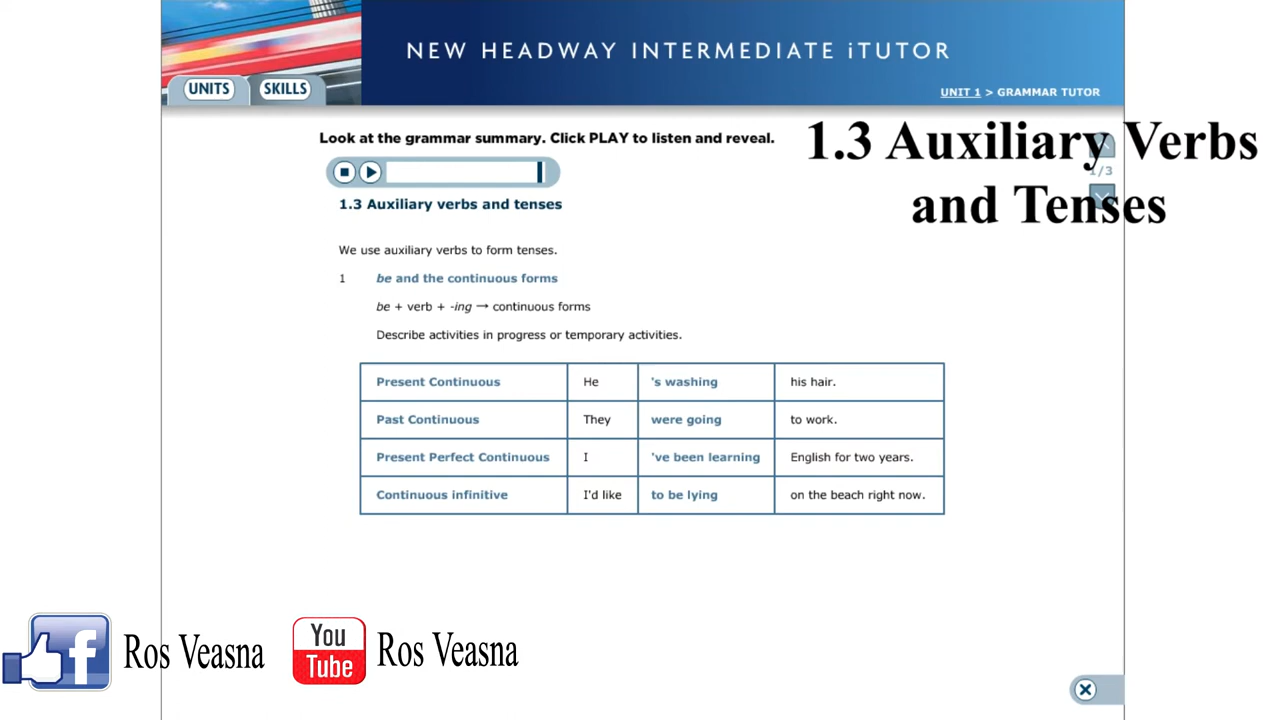 NEW HEADWAY INTERMEDIATE iTUTOR
UNITS SKILLS
UNIT 1 > GRAMMAR TUTOR
Look at the grammar summary. Click PLAY to listen and reveal.
1.3 Auxiliary Verbs
and Tenses
1/3
1.3 Auxiliary verbs and tenses
We use auxiliary verbs to form tenses.
1 be and the continuous forms
be + verb + -ing → continuous forms
Describe activities in progress or temporary activities.
Present Continuous He 's washing his hair.
Past Continuous They were going to work.
Present Perfect Continuous I 've been learning English for two years.
Continuous infinitive I'd like to be lying on the beach right now.
f Ros Veasna You Tube Ros Veasna